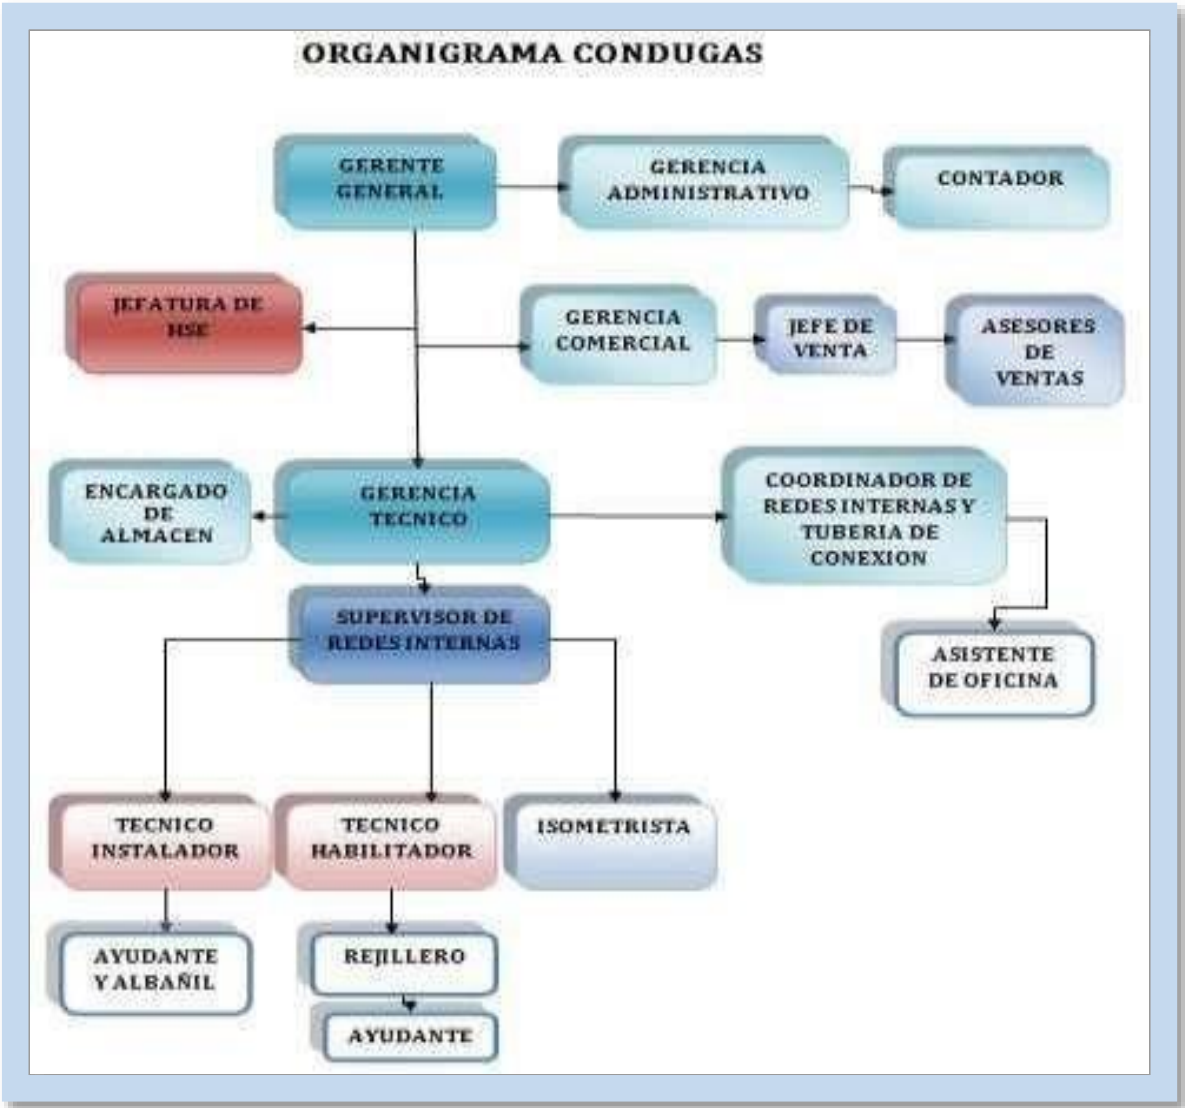 ORGANIGRAMA CONDUGAS
GERENTE
GENERAL
GERENCIA
ADMINISTRATIVO
CONTADOR
JEFATURA DE
HSE
GERENCIA
COMERCIAL
JEFE DE
VENTA
ASESORES
DE
VENTAS
ENCARGADO
DE
ALMACEN
GERENCIA
TECNICO
COORDINADOR DE
REDES INTERNAS Y
TUBERIA DE
CONEXION
SUPERVISOR DE
REDES INTERNAS
ASISTENTE
DE OFICINA
TECNICO
INSTALADOR
TECNICO
HABILITADOR
ISOMETRISTA
AYUDANTE
Y ALBAÑIL
REJILLERO
AYUDANTE